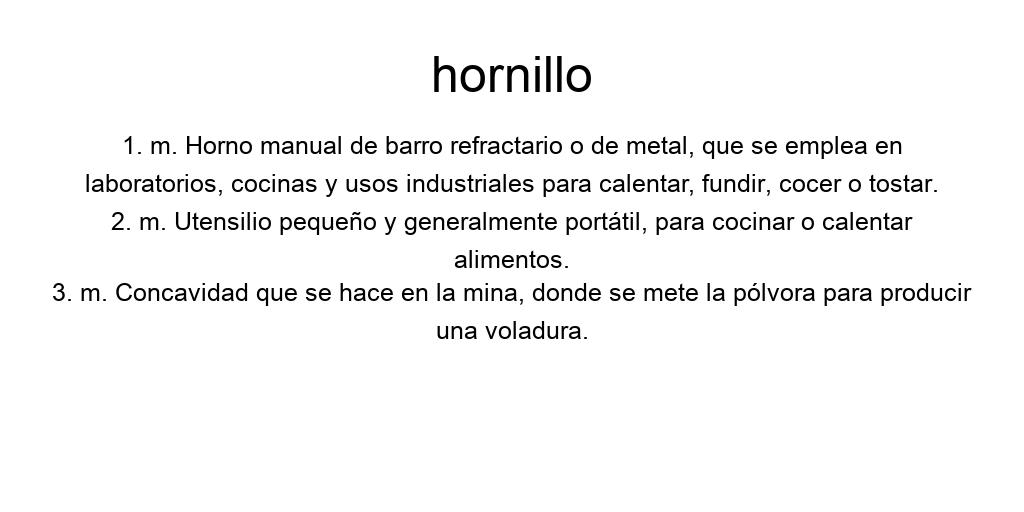 hornillo
1. m. Horno manual de barro refractario o de metal, que se emplea en
laboratorios, cocinas y usos industriales para calentar, fundir, cocer o tostar.
2. m. Utensilio pequeño y generalmente portátil, para cocinar o calentar
alimentos.
3. m. Concavidad que se hace en la mina, donde se mete la pólvora para producir
una voladura.